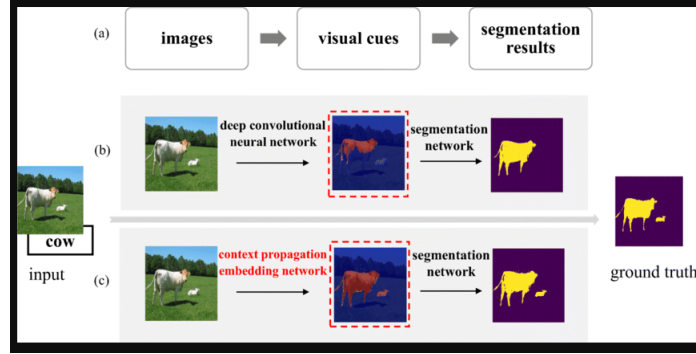 (a)
images
visual cues
segmentation
results
(b)
deep convolutional
neural network
segmentation
network
cow
input
(c)
context propagation
embedding network
segmentation
network
ground truth